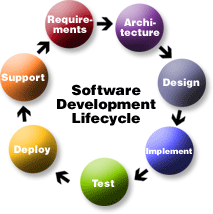 Require-
ments
Archi-
tecture
Design
Implement
Test
Deploy
Support
Software
Development
Lifecycle